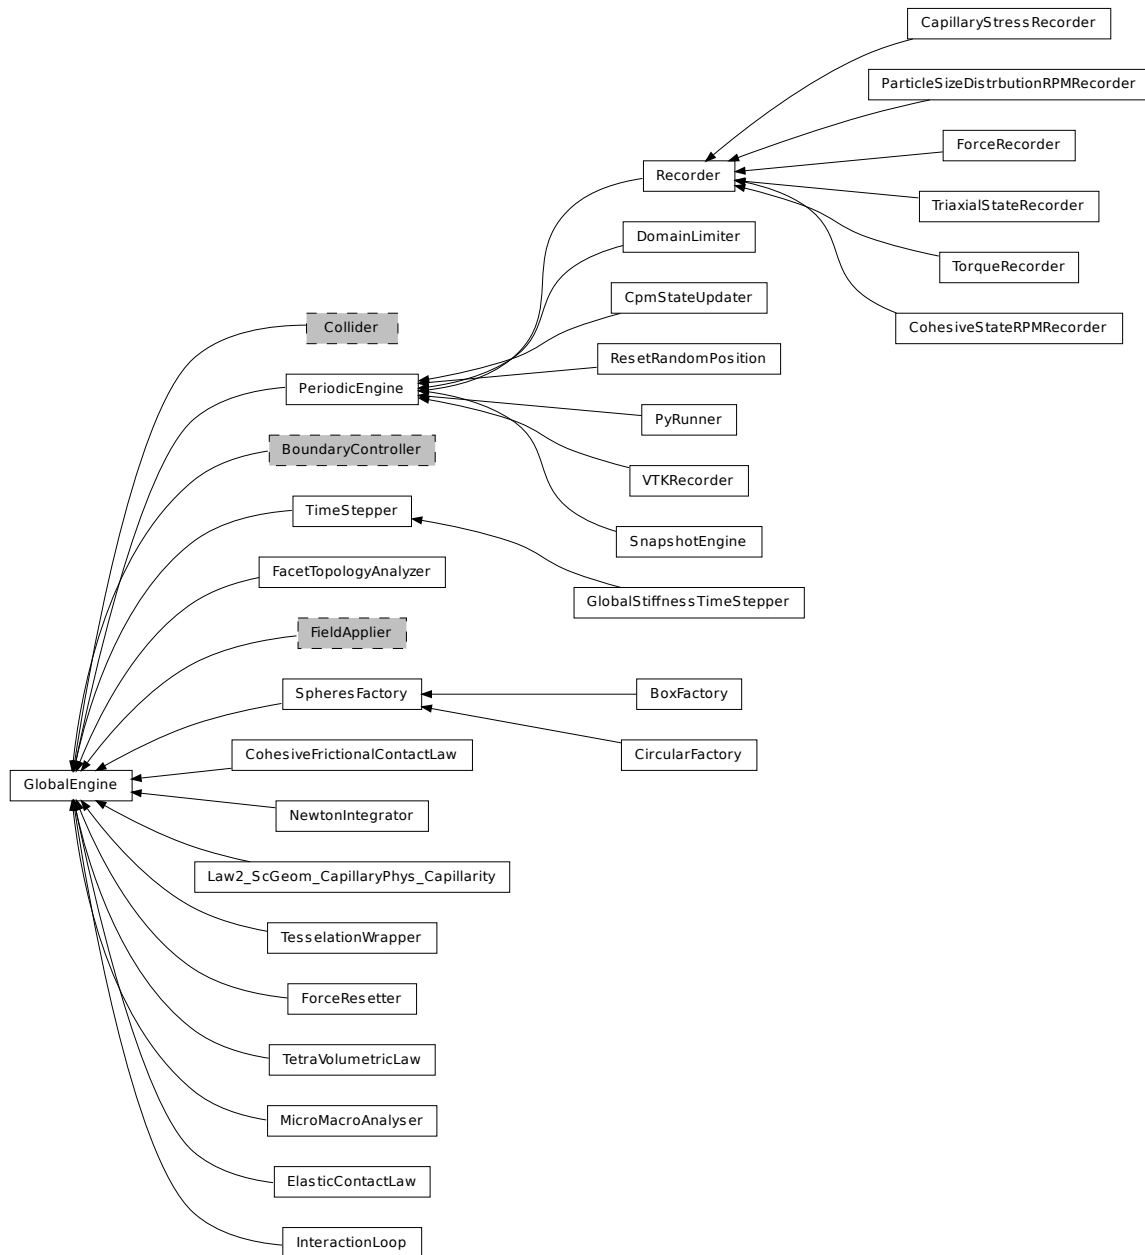 CapillaryStressRecorder
ParticleSizeDistrbutionRPMRecorder
ForceRecorder
Recorder
TriaxialStateRecorder
DomainLimiter
TorqueRecorder
CpmStateUpdater
Collider
CohesiveStateRPMRecorder
ResetRandomPosition
PeriodicEngine
PyRunner
BoundaryController
VTKRecorder
TimeStepper
SnapshotEngine
FacetTopologyAnalyzer
GlobalStiffnessTimeStepper
FieldApplier
SpheresFactory
BoxFactory
CohesiveFrictionalContactLaw
CircularFactory
GlobalEngine
NewtonIntegrator
Law2_ScGeom_CapillaryPhys_Capillarity
TesselationWrapper
ForceResetter
TetraVolumetricLaw
MicroMacroAnalyser
ElasticContactLaw
InteractionLoop